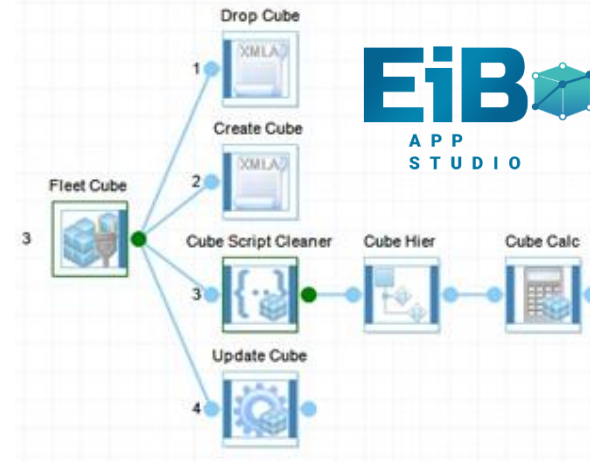 Drop Cube
XMLA
1
EiB
APP
STUDIO
Create Cube
XMLA
2
Fleet Cube
3
Cube Script Cleaner
Cube Hier
Cube Calc
3
Update Cube
4